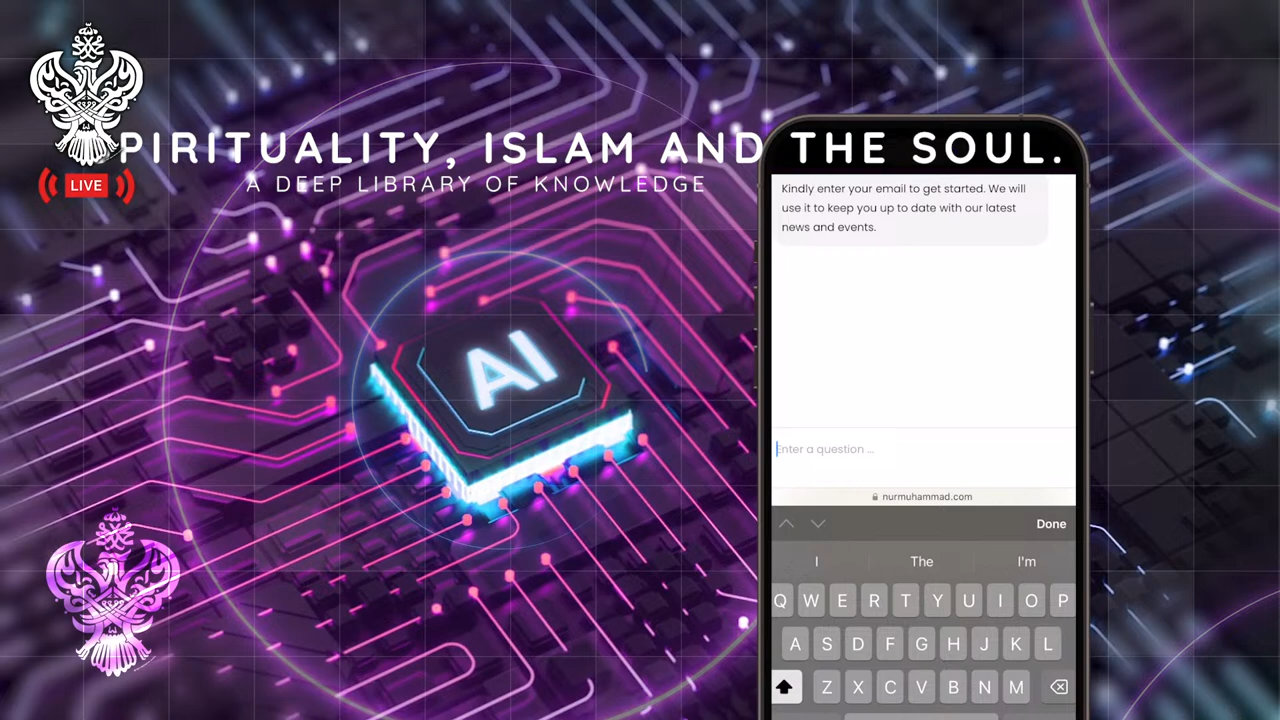 PIRITUALITY, ISLAM AND THE SOUL.
A DEEP LIBRARY OF KNOWLEDGE
LIVE
AI
Kindly enter your email to get started. We will
use it to keep you up to date with our latest
news and events.
Enter a question ...
nurmuhammad.com
Done
I The I'm
Q W E R T Y U I O P
A S D F G H J K L
Z X C V B N M